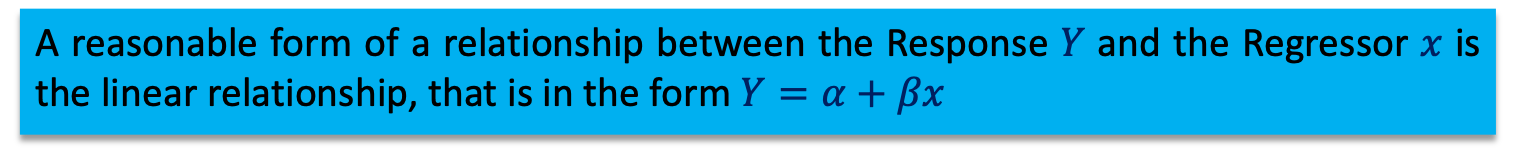 A reasonable form of a relationship between the Response 𝑌 and the Regressor 𝑥 is
the linear relationship, that is in the form 𝑌 = 𝛼 + 𝛽𝑥